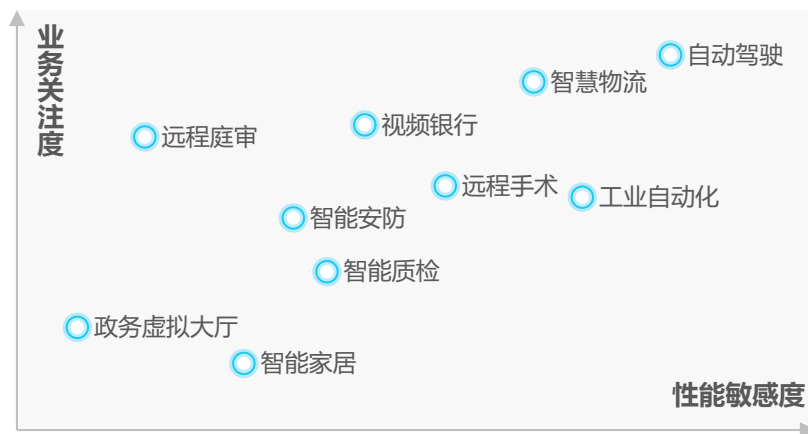 业务关注度
自动驾驶
智慧物流
视频银行
远程庭审
远程手术
工业自动化
智能安防
智能质检
政务虚拟大厅
智能家居
性能敏感度